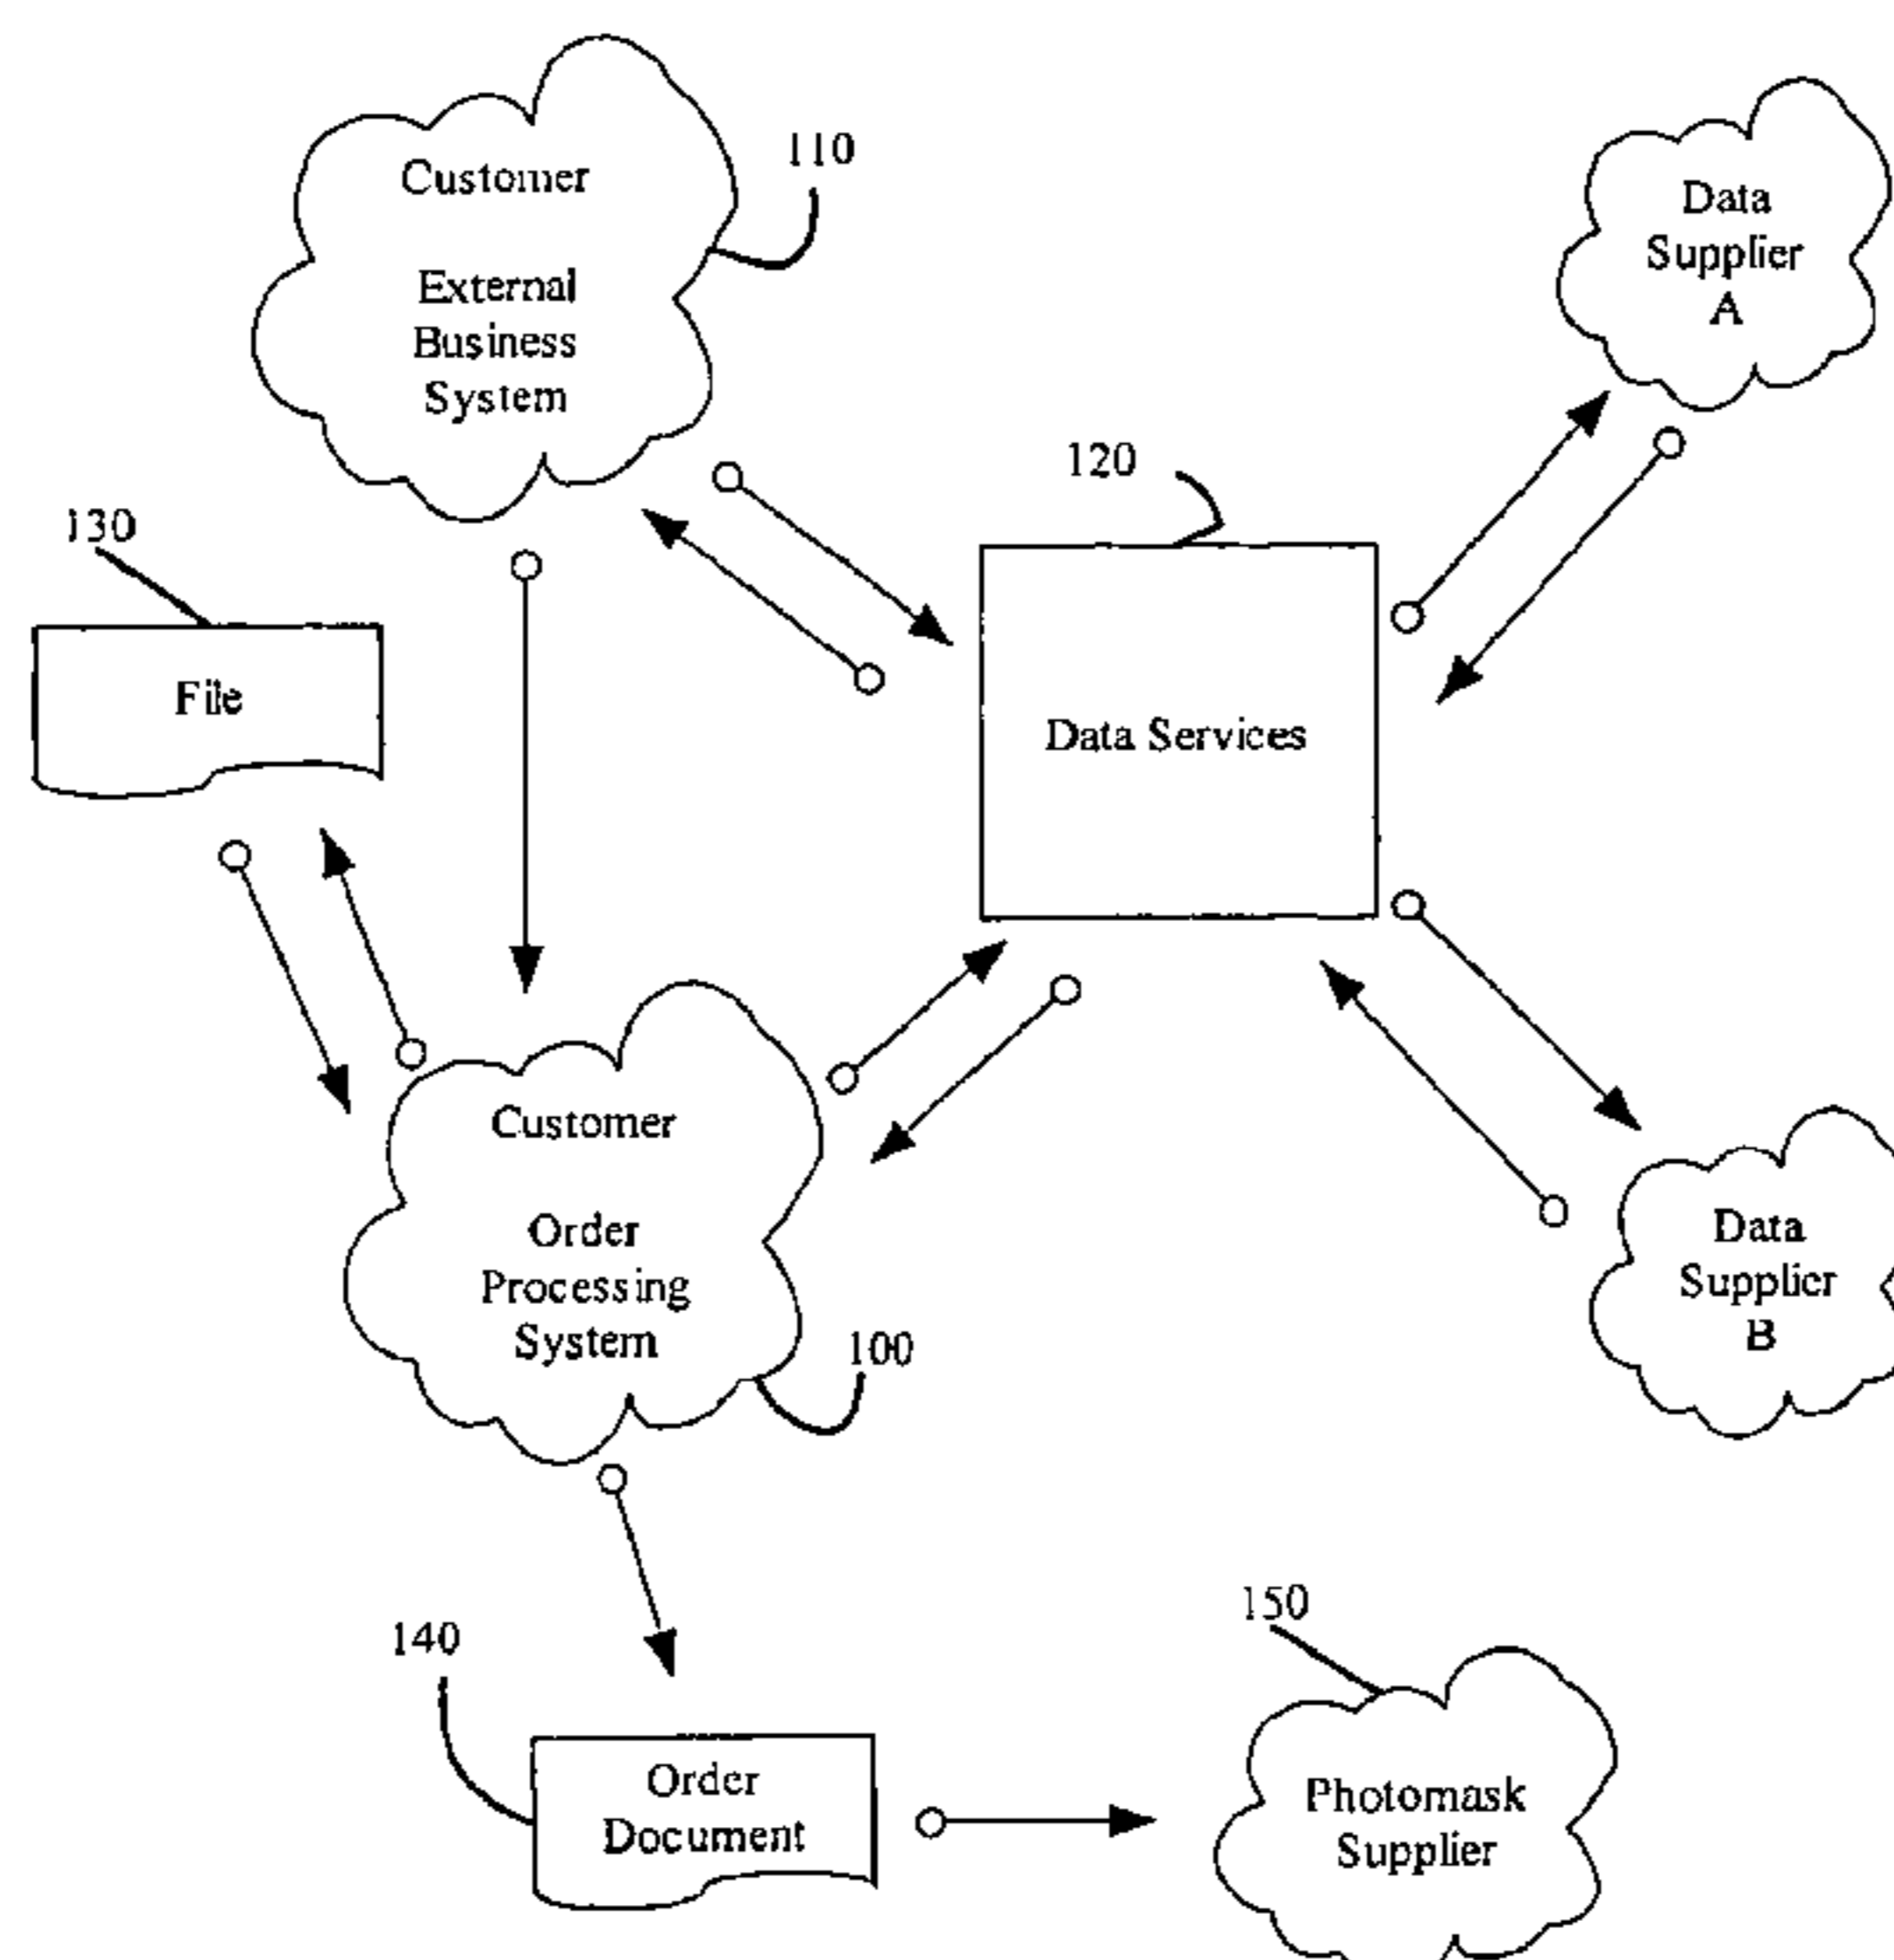 110
Customer
External
Business
System
Data
Supplier
A
120
130
File
Data Services
Customer
Order
Processing
System
100
Data
Supplier
B
140
150
Order
Document
Photomask
Supplier